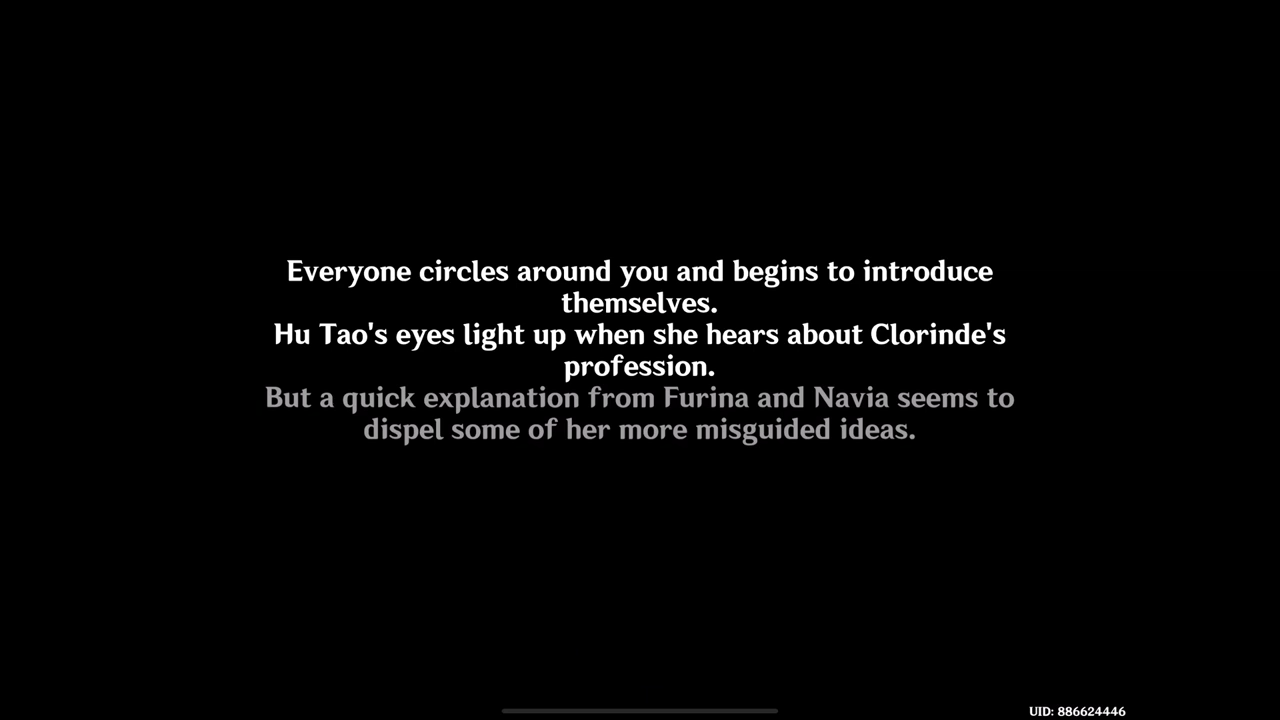 Everyone circles around you and begins to introduce
themselves.
Hu Tao's eyes light up when she hears about Clorinde's
profession.
But a quick explanation from Furina and Navia seems to
dispel some of her more misguided ideas.
UID: 886624446